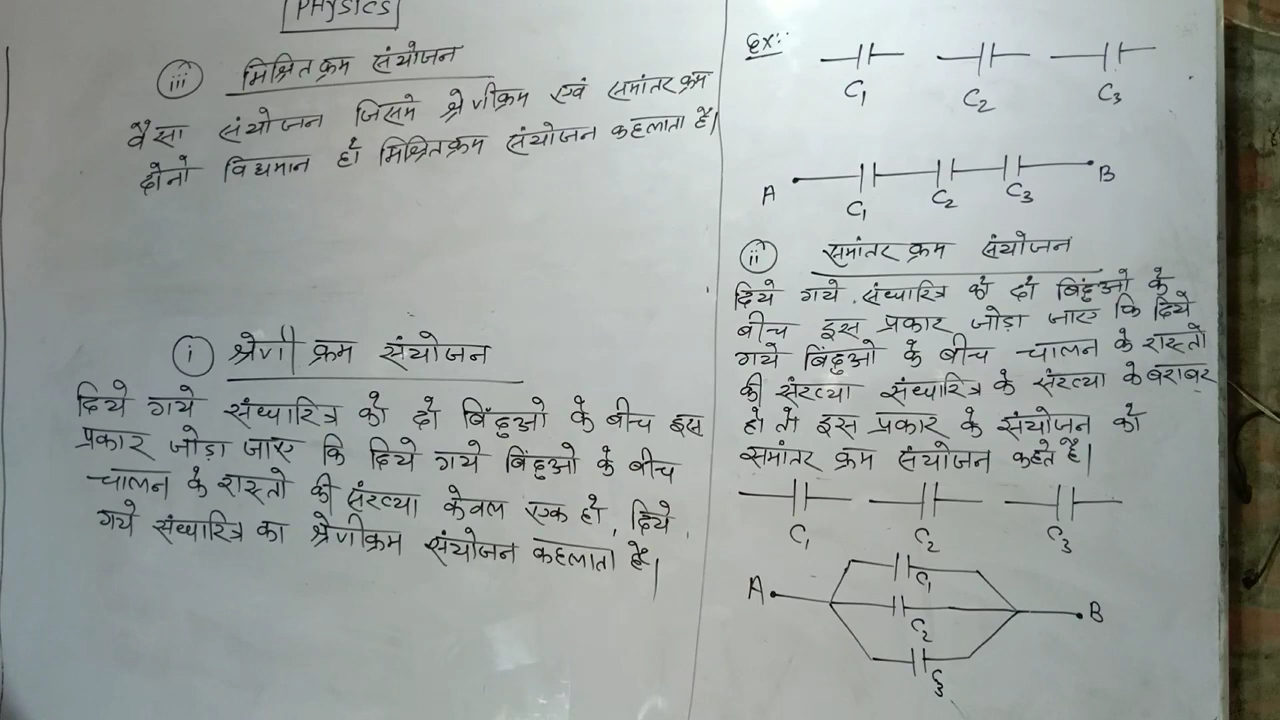 PHYSICS
iii मिश्रित क्रम संयोजन
वैसा संयोजन जिसमे श्रेणीक्रम एवं समांतर क्रम
दोनो विद्यमान हो मिश्रितक्रम संयोजन कहलाता है।
i श्रेणी क्रम संयोजन
दिये गये संधारित्र को दो बिंदुओ के बीच इस
प्रकार जोड़ा जाए कि दिये गये बिंदुओ के बीच
चालन के रास्तो की संख्या केवल एक हो, दिये
गये संधारित्र का श्रेणीक्रम संयोजन कहलाता है।
Ex:-
C1 C2 C3
A C1 C2 C3 B
ii समांतर क्रम संयोजन
दिये गये संधारित्र को दो बिंदुओ के
बीच इस प्रकार जोड़ा जाए कि दिये
गये बिंदुओ के बीच चालन के रास्तो
की संख्या संधारित्र के संख्या के बराबर
हो तो इस प्रकार के संयोजन को
समांतर क्रम संयोजन कहते है।
C1 C2 C3
C1
A B
C2
C3